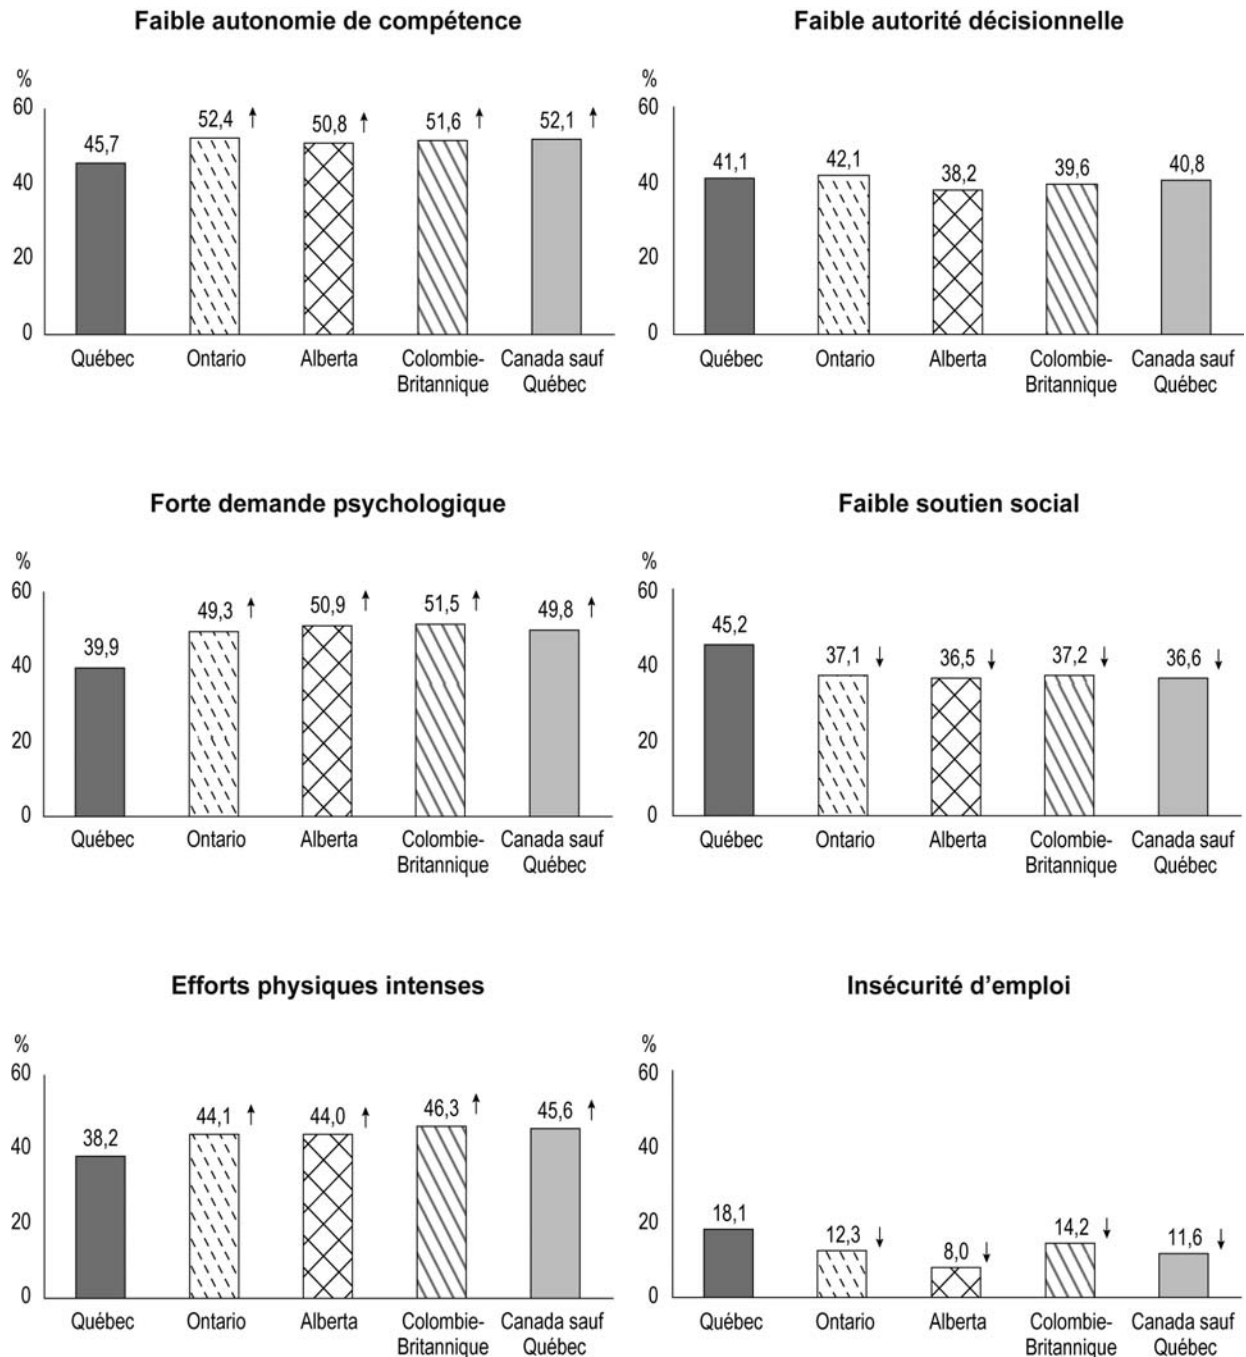 Faible autonomie de compétence
%
60
40
20
0
45,7
52,4 ↑
50,8 ↑
51,6 ↑
52,1 ↑
Québec
Ontario
Alberta
Colombie-
Britannique
Canada sauf
Québec
Faible autorité décisionnelle
%
60
40
20
0
41,1
42,1
38,2
39,6
40,8
Québec
Ontario
Alberta
Colombie-
Britannique
Canada sauf
Québec
Forte demande psychologique
%
60
40
20
0
39,9
49,3 ↑
50,9 ↑
51,5 ↑
49,8 ↑
Québec
Ontario
Alberta
Colombie-
Britannique
Canada sauf
Québec
Faible soutien social
%
60
40
20
0
45,2
37,1 ↓
36,5 ↓
37,2 ↓
36,6 ↓
Québec
Ontario
Alberta
Colombie-
Britannique
Canada sauf
Québec
Efforts physiques intenses
%
60
40
20
0
38,2
44,1 ↑
44,0 ↑
46,3 ↑
45,6 ↑
Québec
Ontario
Alberta
Colombie-
Britannique
Canada sauf
Québec
Insécurité d’emploi
%
60
40
20
0
18,1
12,3 ↓
8,0 ↓
14,2 ↓
11,6 ↓
Québec
Ontario
Alberta
Colombie-
Britannique
Canada sauf
Québec